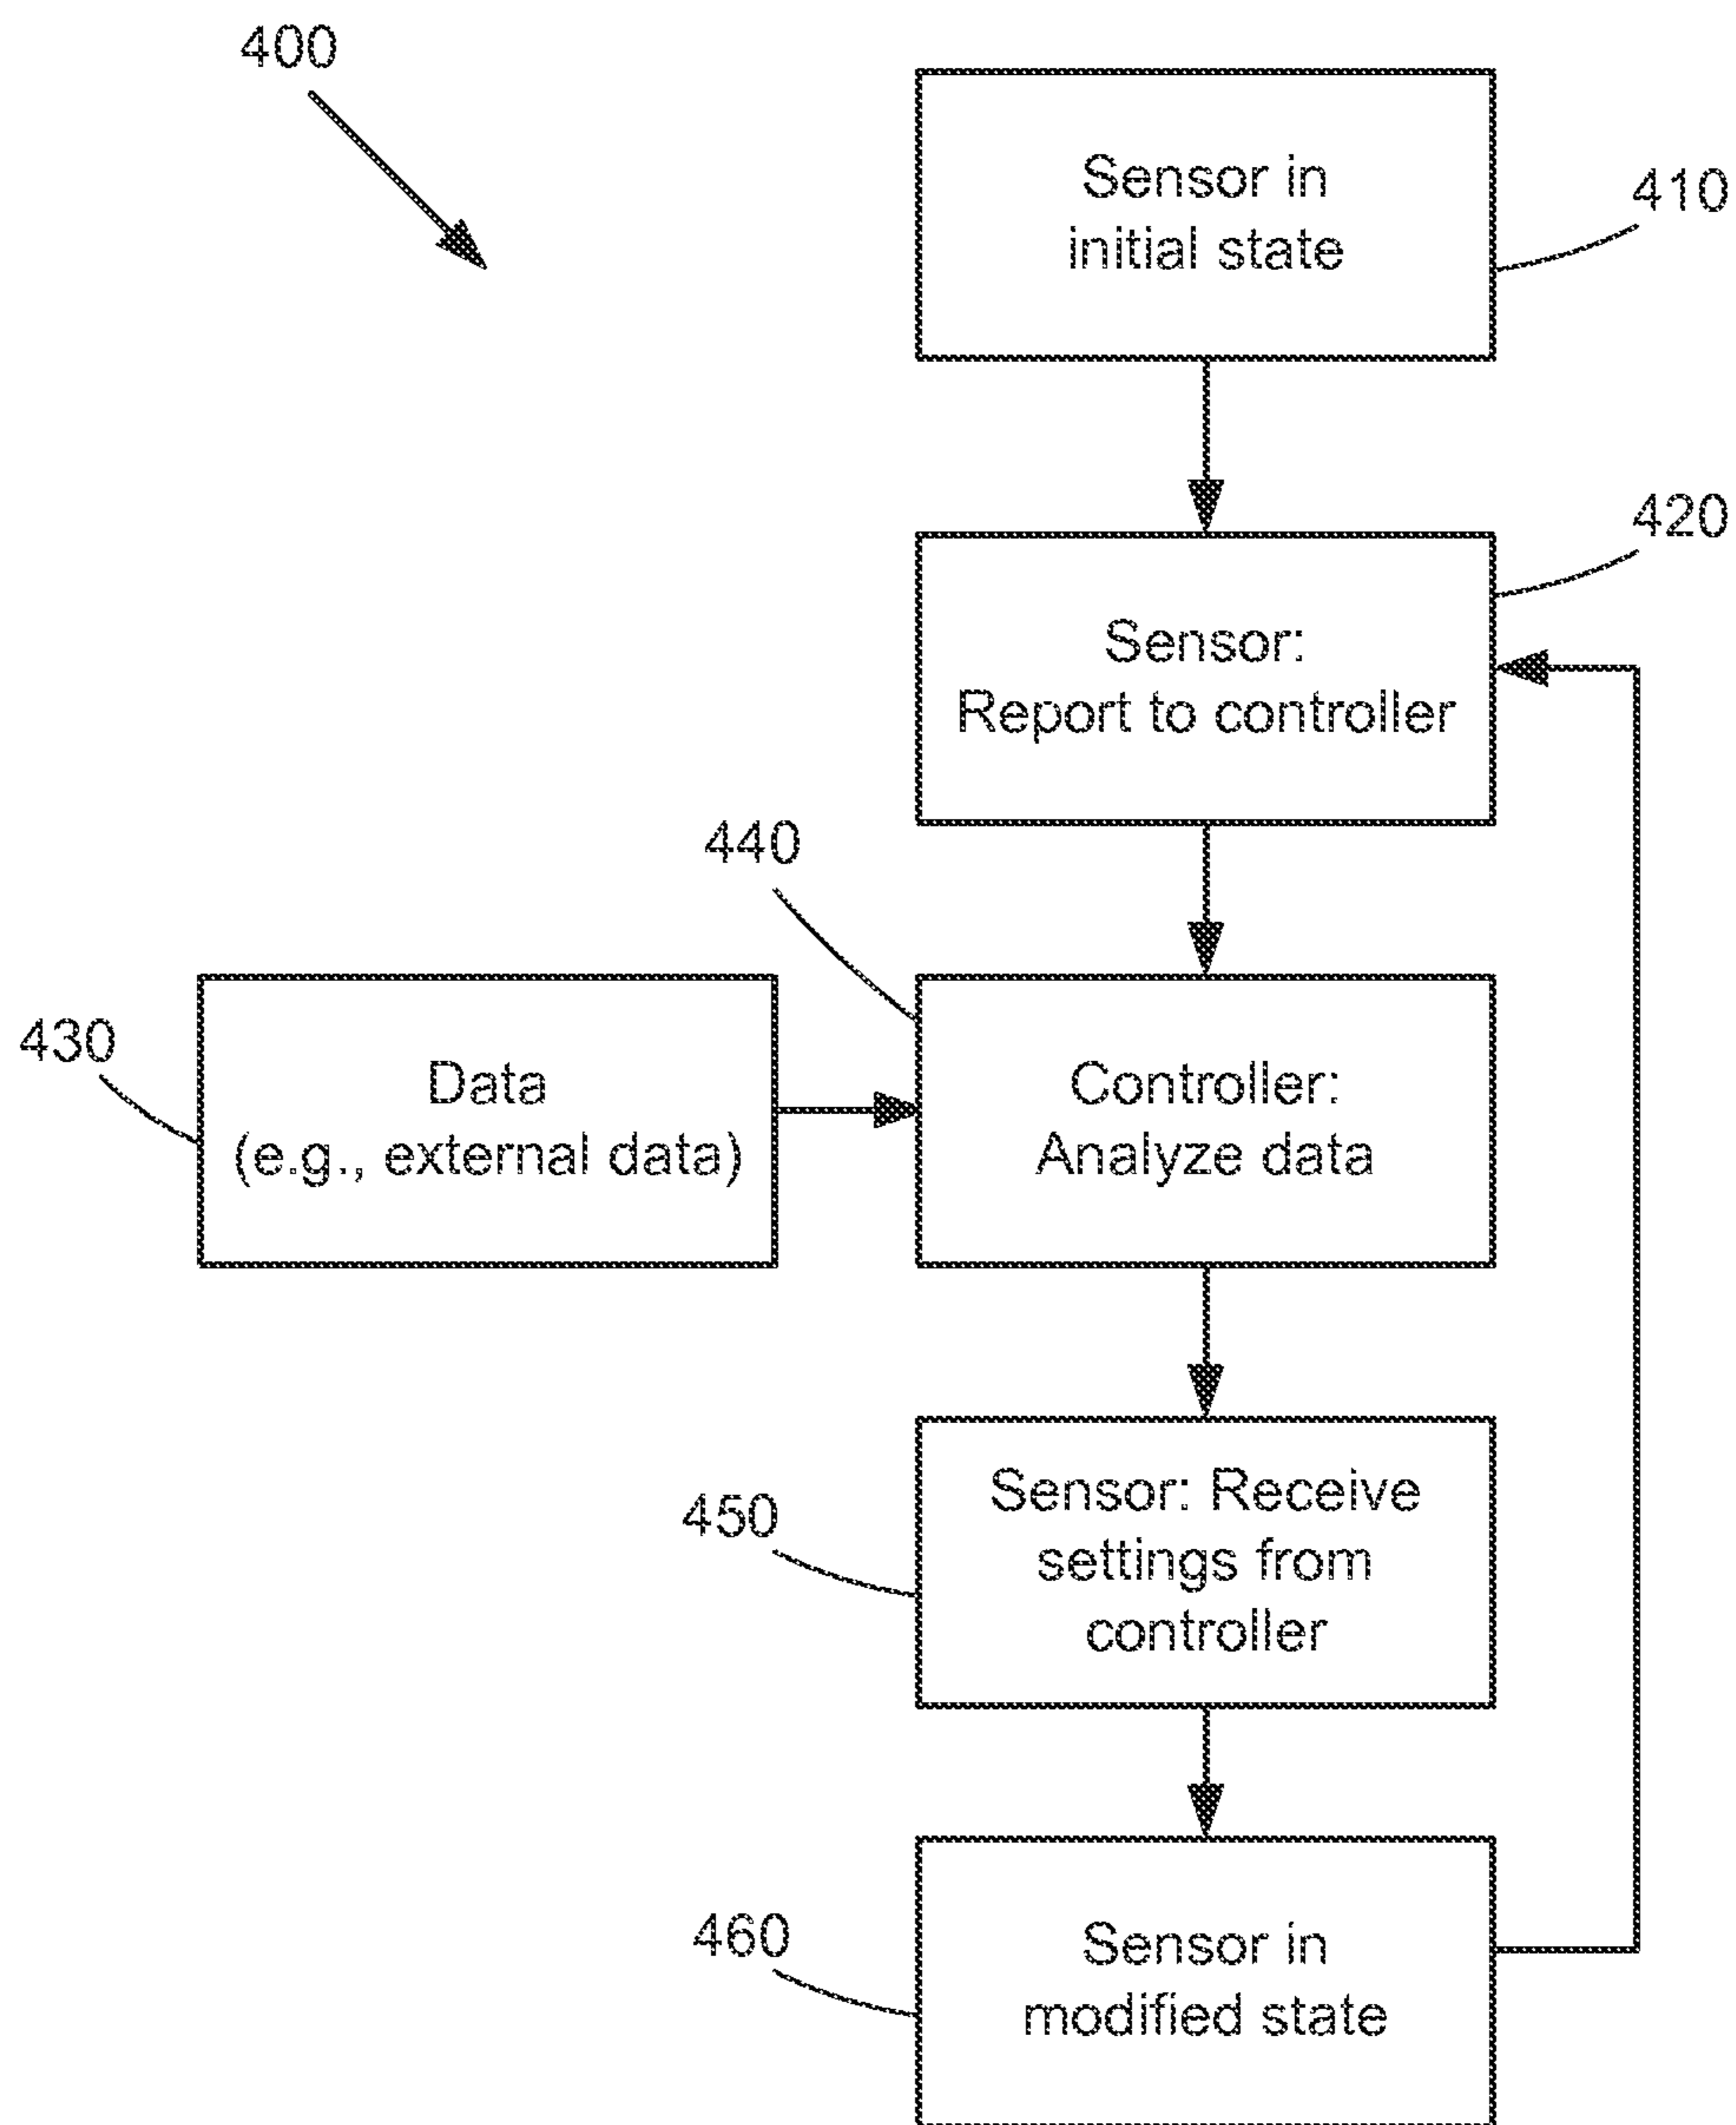 400
Sensor in
initial state
410
420
Sensor:
Report to controller
440
430
Data
(e.g., external data)
Controller:
Analyze data
450
Sensor: Receive
settings from
controller
460
Sensor in
modified state